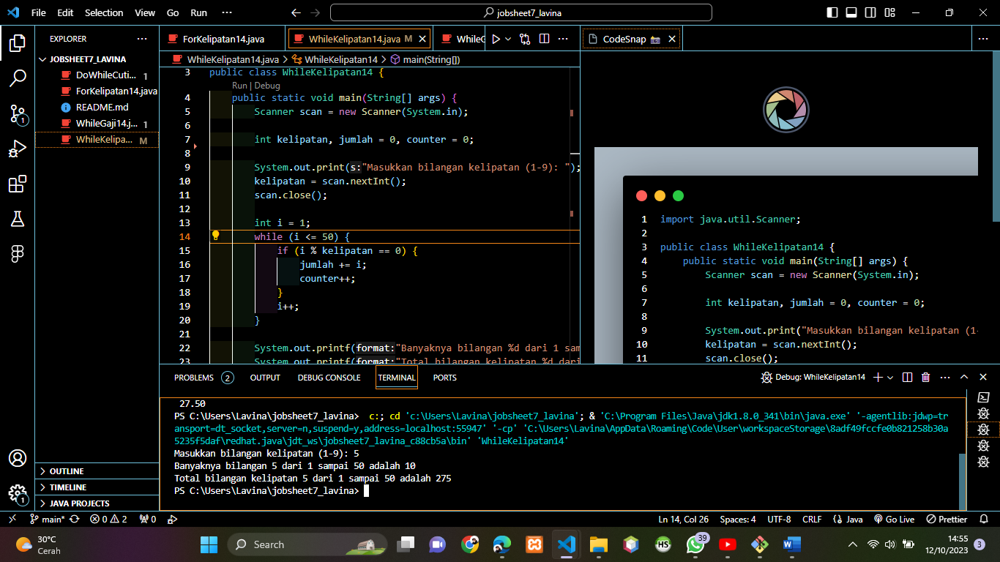 File Edit Selection View Go Run ··· jobsheet7_lavina
EXPLORER ···
JOBSHEET7_LAVINA
DoWhileCuti... 1
ForKelipatan14.java
README.md
WhileGaji14.j... 1
WhileKelipa... M
OUTLINE
TIMELINE
JAVA PROJECTS
ForKelipatan14.java WhileKelipatan14.java M WhileG
WhileKelipatan14.java > WhileKelipatan14 > main(String[])
3 public class WhileKelipatan14 {
Run | Debug
4 public static void main(String[] args) {
5 Scanner scan = new Scanner(System.in);
6
7 int kelipatan, jumlah = 0, counter = 0;
8
9 System.out.print(s:"Masukkan bilangan kelipatan (1-9): ");
10 kelipatan = scan.nextInt();
11 scan.close();
12
13 int i = 1;
14 while (i <= 50) {
15 if (i % kelipatan == 0) {
16 jumlah += i;
17 counter++;
18 }
19 i++;
20 }
21
22 System.out.printf(format:"Banyaknya bilangan %d dari 1 sam
23 System.out.printf(format:"Total bilangan kelipatan %d dari
CodeSnap 📸
1 import java.util.Scanner;
2
3 public class WhileKelipatan14 {
4 public static void main(String[] args) {
5 Scanner scan = new Scanner(System.in);
6
7 int kelipatan, jumlah = 0, counter = 0;
8
9 System.out.print("Masukkan bilangan kelipatan (1-
10 kelipatan = scan.nextInt();
11 scan.close();
PROBLEMS 2 OUTPUT DEBUG CONSOLE TERMINAL PORTS Debug: WhileKelipatan14
27.50
PS C:\Users\Lavina\jobsheet7_lavina> c:; cd 'c:\Users\Lavina\jobsheet7_lavina'; & 'C:\Program Files\Java\jdk1.8.0_341\bin\java.exe' '-agentlib:jdwp=tr
ansport=dt_socket,server=n,suspend=y,address=localhost:55947' '-cp' 'C:\Users\Lavina\AppData\Roaming\Code\User\workspaceStorage\8adf49fccfe0b821258b30a
5235f5daf\redhat.java\jdt_ws\jobsheet7_lavina_c88cb5a\bin' 'WhileKelipatan14'
Masukkan bilangan kelipatan (1-9): 5
Banyaknya bilangan 5 dari 1 sampai 50 adalah 10
Total bilangan kelipatan 5 dari 1 sampai 50 adalah 275
PS C:\Users\Lavina\jobsheet7_lavina>
main* 0 2 0 Ln 14, Col 26 Spaces: 4 UTF-8 CRLF Java Go Live Prettier
30°C
Cerah
Search
HS
39
14:55
12/10/2023
3